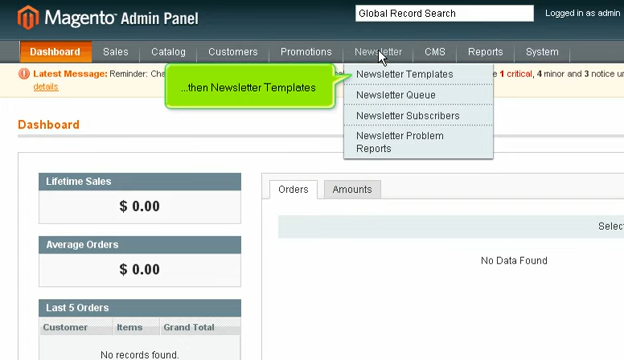 Magento Admin Panel
Global Record Search
Logged in as admin
Dashboard Sales Catalog Customers Promotions Newsletter CMS Reports System
Latest Message: Reminder: Cha
e 1 critical, 4 minor and 3 notice un
details
...then Newsletter Templates
Newsletter Templates
Newsletter Queue
Newsletter Subscribers
Newsletter Problem
Reports
Dashboard
Lifetime Sales
$ 0.00
Average Orders
$ 0.00
Last 5 Orders
Customer Items Grand Total
No records found.
Orders Amounts
Selec
No Data Found